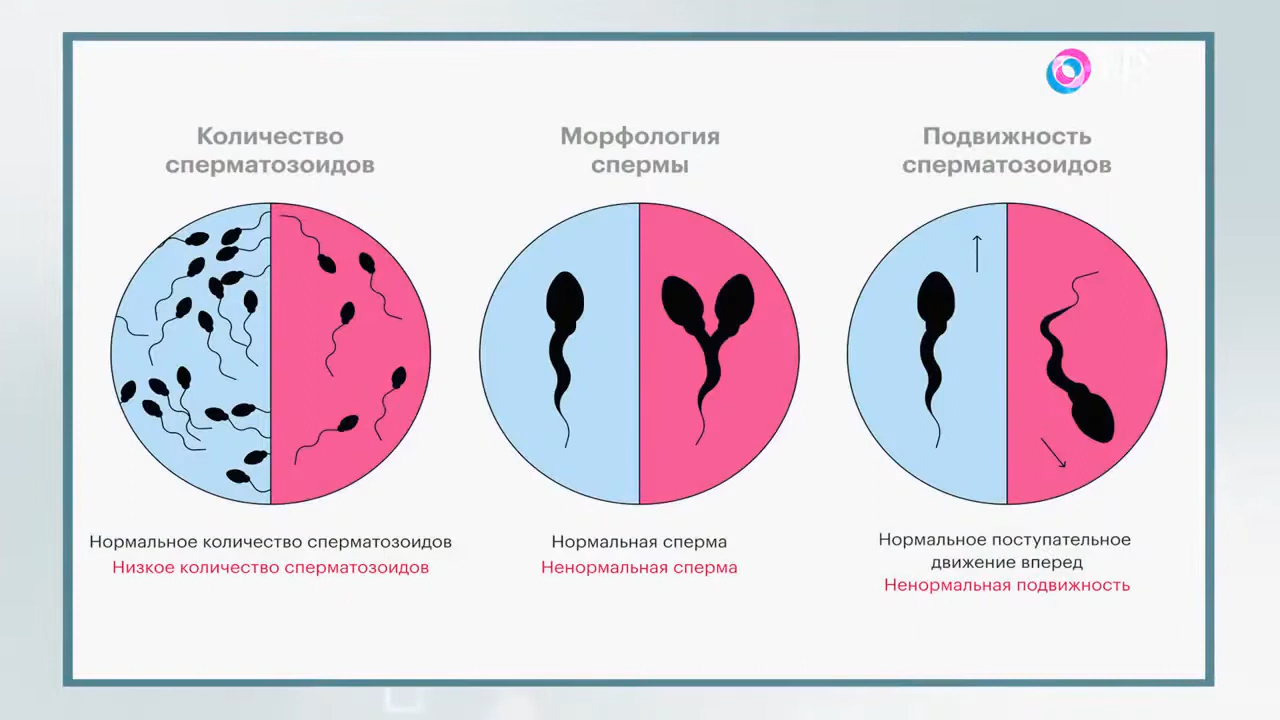 Количество
сперматозоидов
Морфология
спермы
Подвижность
сперматозоидов
Нормальное количество сперматозоидов
Низкое количество сперматозоидов
Нормальная сперма
Ненормальная сперма
Нормальное поступательное
движение вперед
Ненормальная подвижность